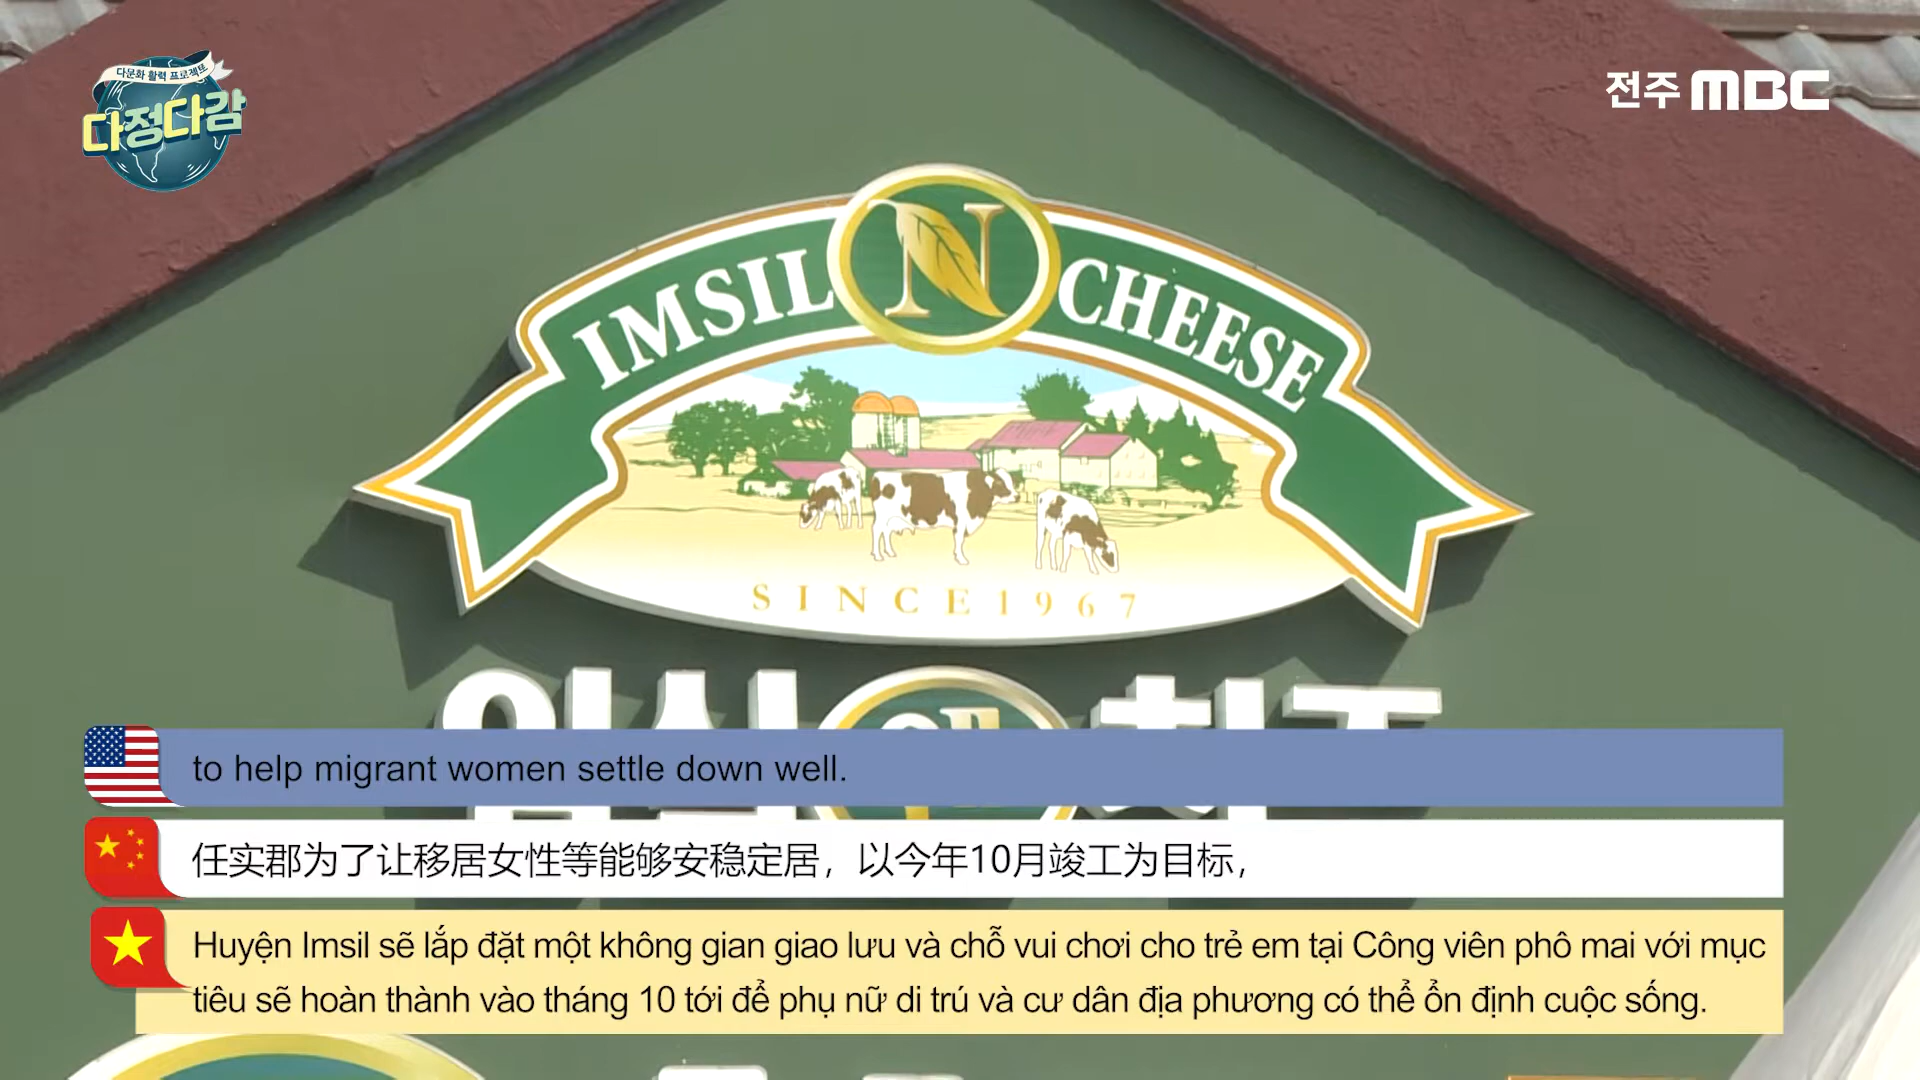 다문화 활력 프로젝트
다정다감
전주 MBC
IMSIL N CHEESE
SINCE 1967
임실 치즈
to help migrant women settle down well.
任实郡为了让移居女性等能够安稳定居，以今年10月竣工为目标，
Huyện Imsil sẽ lắp đặt một không gian giao lưu và chỗ vui chơi cho trẻ em tại Công viên phô mai với mục
tiêu sẽ hoàn thành vào tháng 10 tới để phụ nữ di trú và cư dân địa phương có thể ổn định cuộc sống.